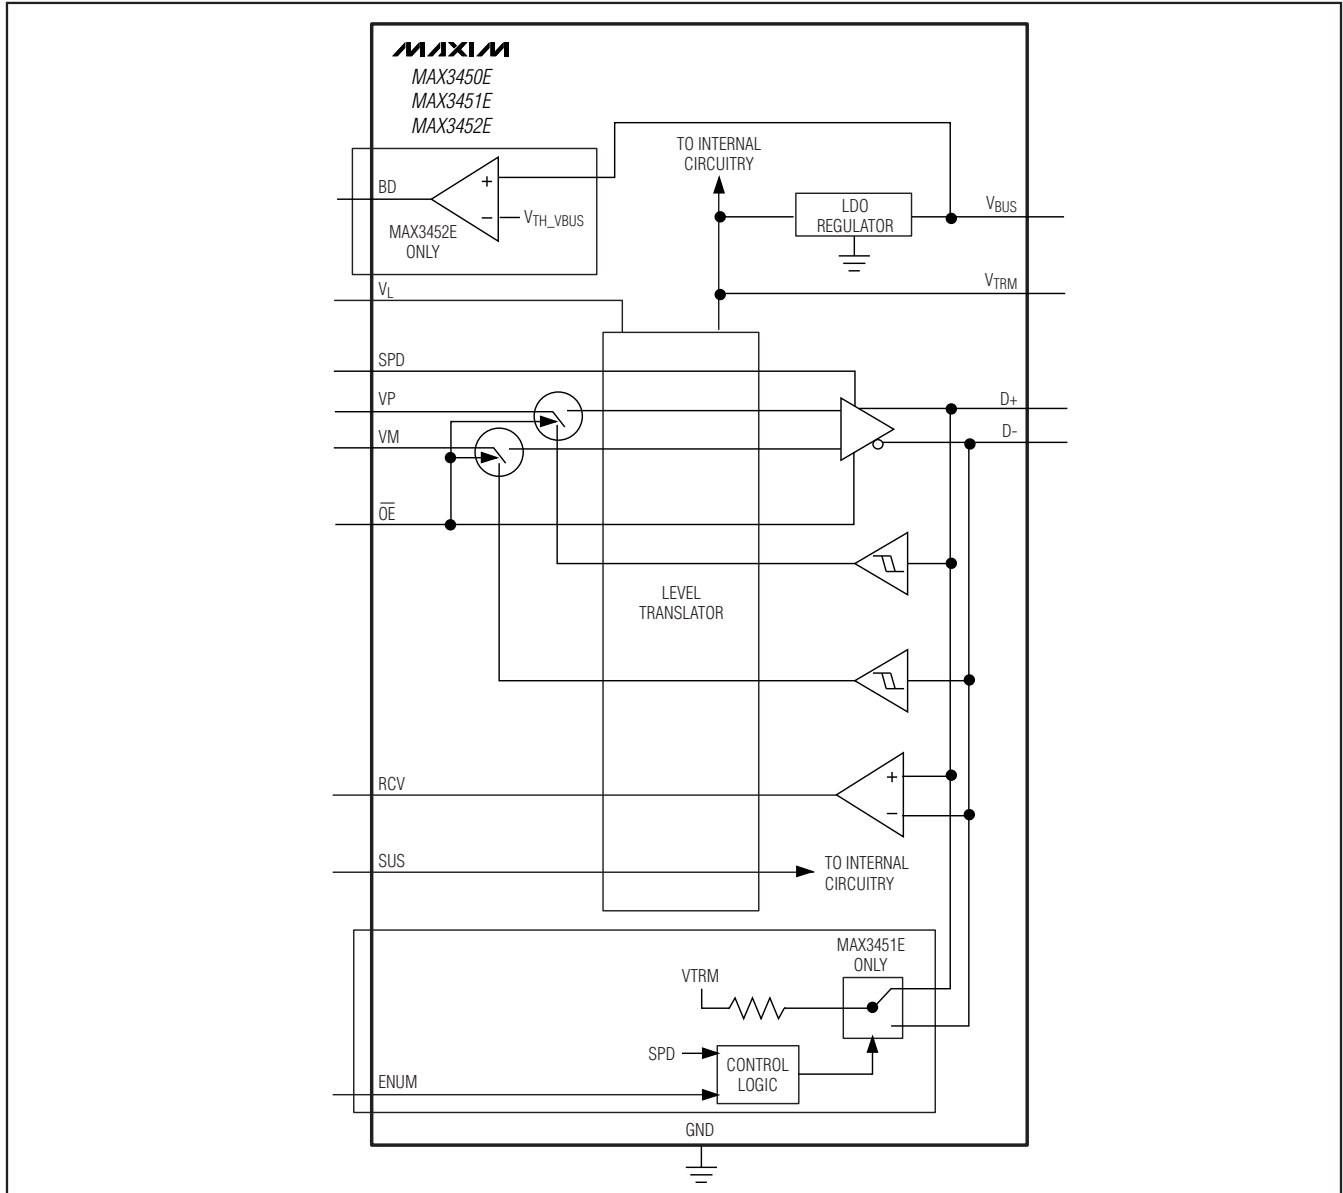 MAXIM
MAX3450E
MAX3451E
MAX3452E
TO INTERNAL
CIRCUITRY
BD
+
−
VTH_VBUS
MAX3452E
ONLY
LDO
REGULATOR
VBUS
VL
VTRM
SPD
VP
VM
OE
D+
D-
LEVEL
TRANSLATOR
RCV
+
−
SUS
TO INTERNAL
CIRCUITRY
MAX3451E
ONLY
VTRM
SPD
CONTROL
LOGIC
ENUM
GND